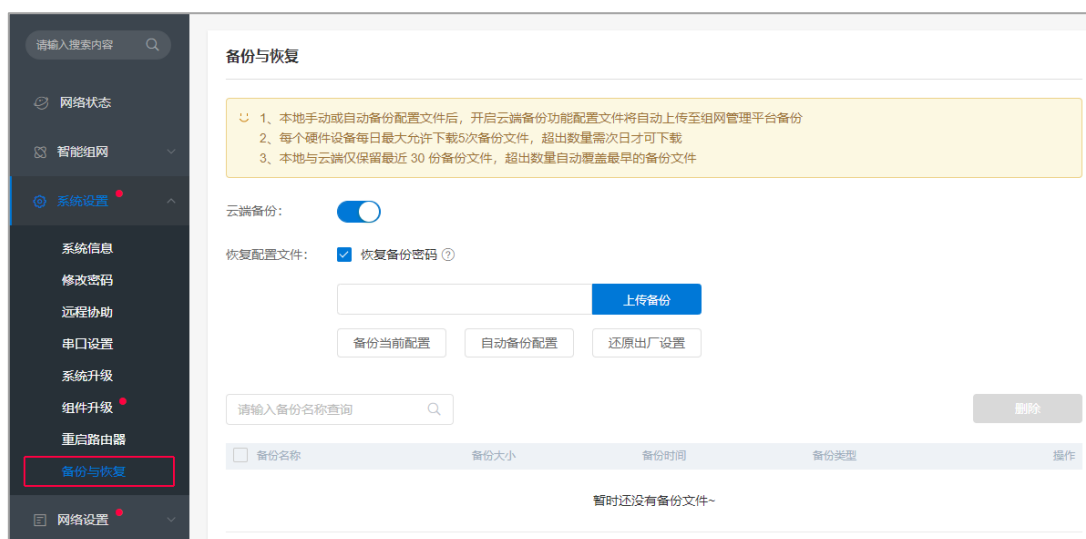 请输入搜索内容
网络状态
智能组网
系统设置
系统信息
修改密码
远程协助
串口设置
系统升级
组件升级
重启路由器
备份与恢复
网络设置
备份与恢复
1、本地手动或自动备份配置文件后，开启云端备份功能配置文件将自动上传至组网管理平台备份
2、每个硬件设备每日最大允许下载5次备份文件，超出数量需次日才可下载
3、本地与云端仅保留最近 30 份备份文件，超出数量自动覆盖最早的备份文件
云端备份：
恢复配置文件： 恢复备份密码 ?
上传备份
备份当前配置 自动备份配置 还原出厂设置
请输入备份名称查询 删除
备份名称 备份大小 备份时间 备份类型 操作
暂时还没有备份文件~